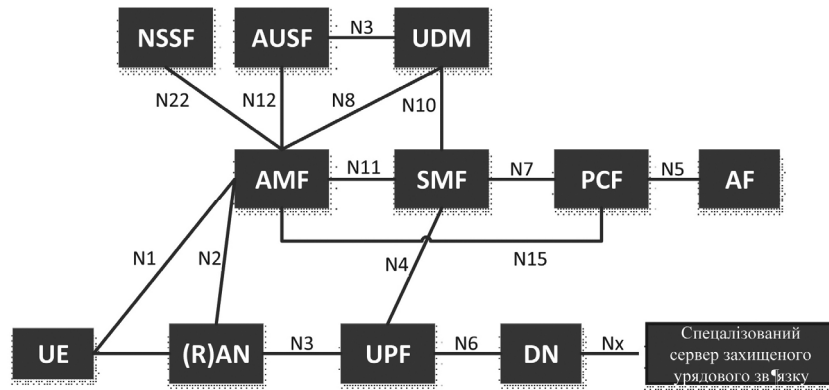 NSSF
AUSF
N3
UDM
N22
N12
N8
N10
AMF
N11
SMF
N7
PCF
N5
AF
N1
N2
N4
N15
UE
(R)AN
N3
UPF
N6
DN
Nx
Спецалізований
сервер захищеного
урядового зв¶язку